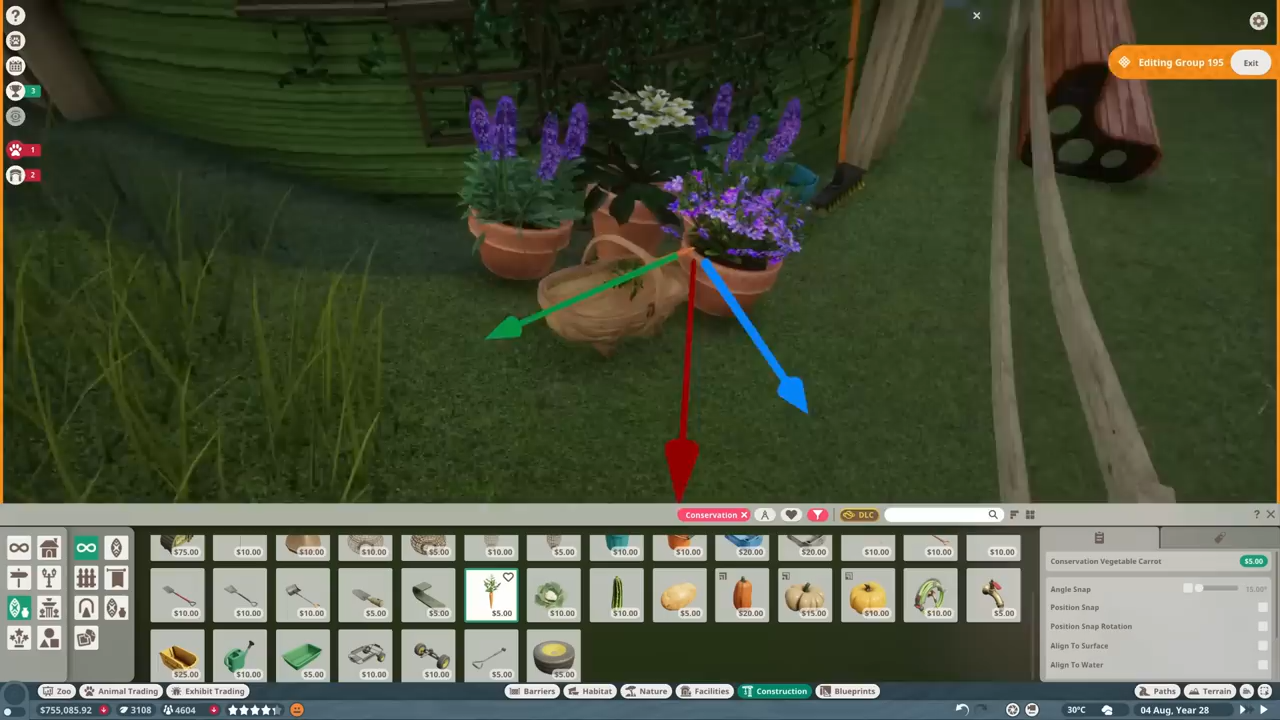 Editing Group 195
Exit
3
1
2
Conservation
DLC
$75.00 $10.00 $10.00 $10.00 $5.00 $10.00 $5.00 $10.00 $10.00 $20.00 $20.00 $10.00 $10.00 $10.00
Conservation Vegetable Carrot
$5.00
$10.00 $10.00 $10.00 $5.00 $5.00 $5.00 $10.00 $10.00 $5.00 $20.00 $10.00 $10.00 $10.00 $5.00
Angle Snap
15.00°
Position Snap
Position Snap Rotation
Align To Surface
Align To Water
$25.00 $10.00 $5.00 $10.00 $10.00 $5.00 $5.00
Zoo
Animal Trading
Exhibit Trading
Barriers
Habitat
Nature
Facilities
Construction
Blueprints
Paths
Terrain
$755,085.92
3108
4604
30°C
04 Aug, Year 28